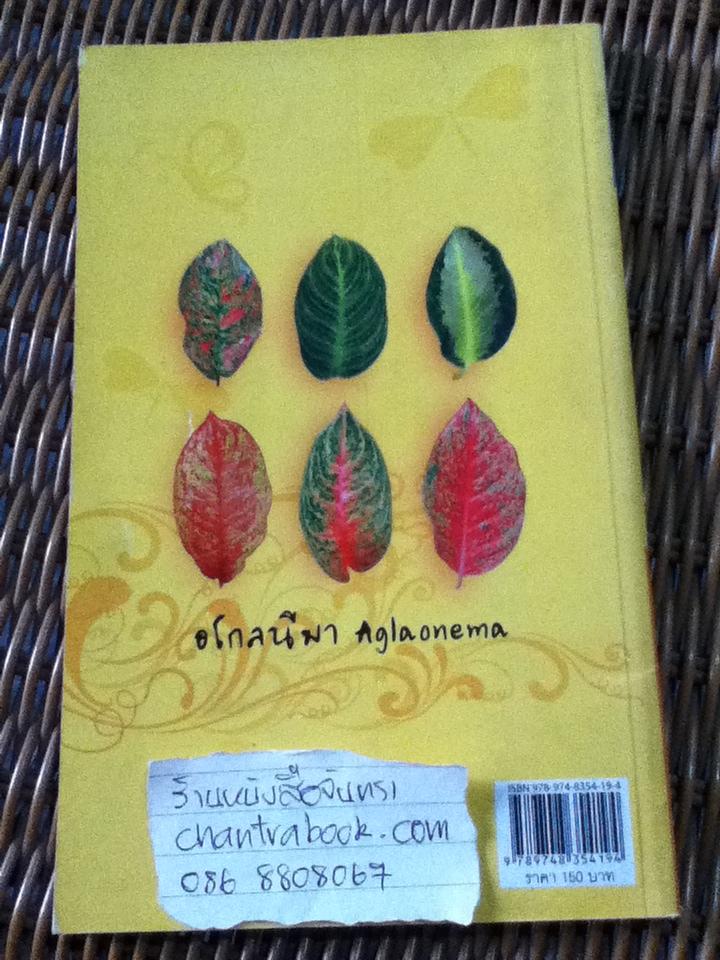 อโกลนีมา Aglaonema
ร้านหนังสือจันทรา
chantrabook.com
086 8808067
ISBN 978-974-8354-19-4
9 789748 354194
ราคา 150 บาท